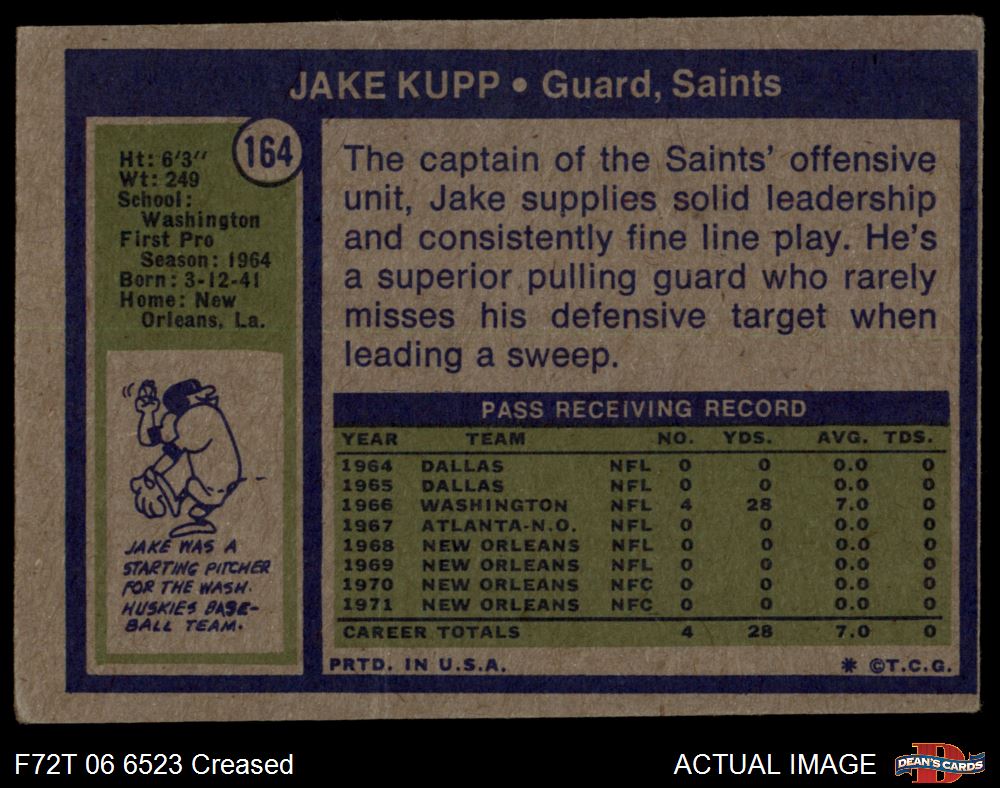 JAKE KUPP • Guard, Saints
164
Ht: 6'3"
Wt: 249
School:
Washington
First Pro
Season: 1964
Born: 3-12-41
Home: New
Orleans, La.
JAKE WAS A
STARTING PITCHER
FOR THE WASH.
HUSKIES BASE-
BALL TEAM.
The captain of the Saints' offensive
unit, Jake supplies solid leadership
and consistently fine line play. He's
a superior pulling guard who rarely
misses his defensive target when
leading a sweep.
PASS RECEIVING RECORD
YEAR TEAM NO. YDS. AVG. TDS.
1964 DALLAS NFL 0 0 0.0 0
1965 DALLAS NFL 0 0 0.0 0
1966 WASHINGTON NFL 4 28 7.0 0
1967 ATLANTA-N.O. NFL 0 0 0.0 0
1968 NEW ORLEANS NFL 0 0 0.0 0
1969 NEW ORLEANS NFL 0 0 0.0 0
1970 NEW ORLEANS NFC 0 0 0.0 0
1971 NEW ORLEANS NFC 0 0 0.0 0
CAREER TOTALS 4 28 7.0 0
PRTD. IN U.S.A. * ©T.C.G.
F72T 06 6523 Creased
ACTUAL IMAGE
D
DEAN'S CARDS